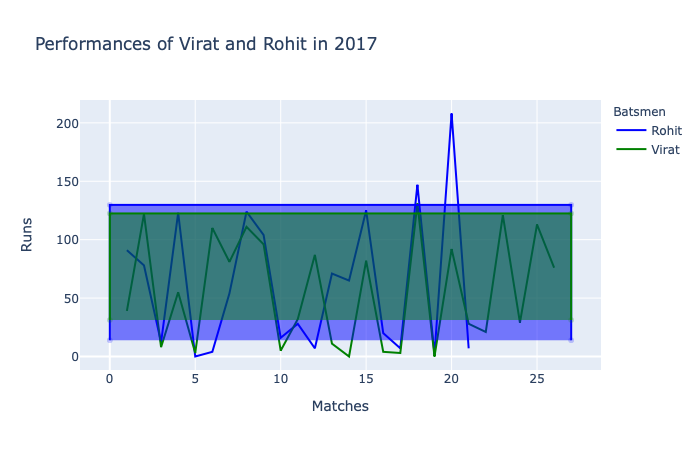 Performances of Virat and Rohit in 2017
Batsmen
Rohit
Virat
200
150
100
50
0
Runs
0 5 10 15 20 25
Matches